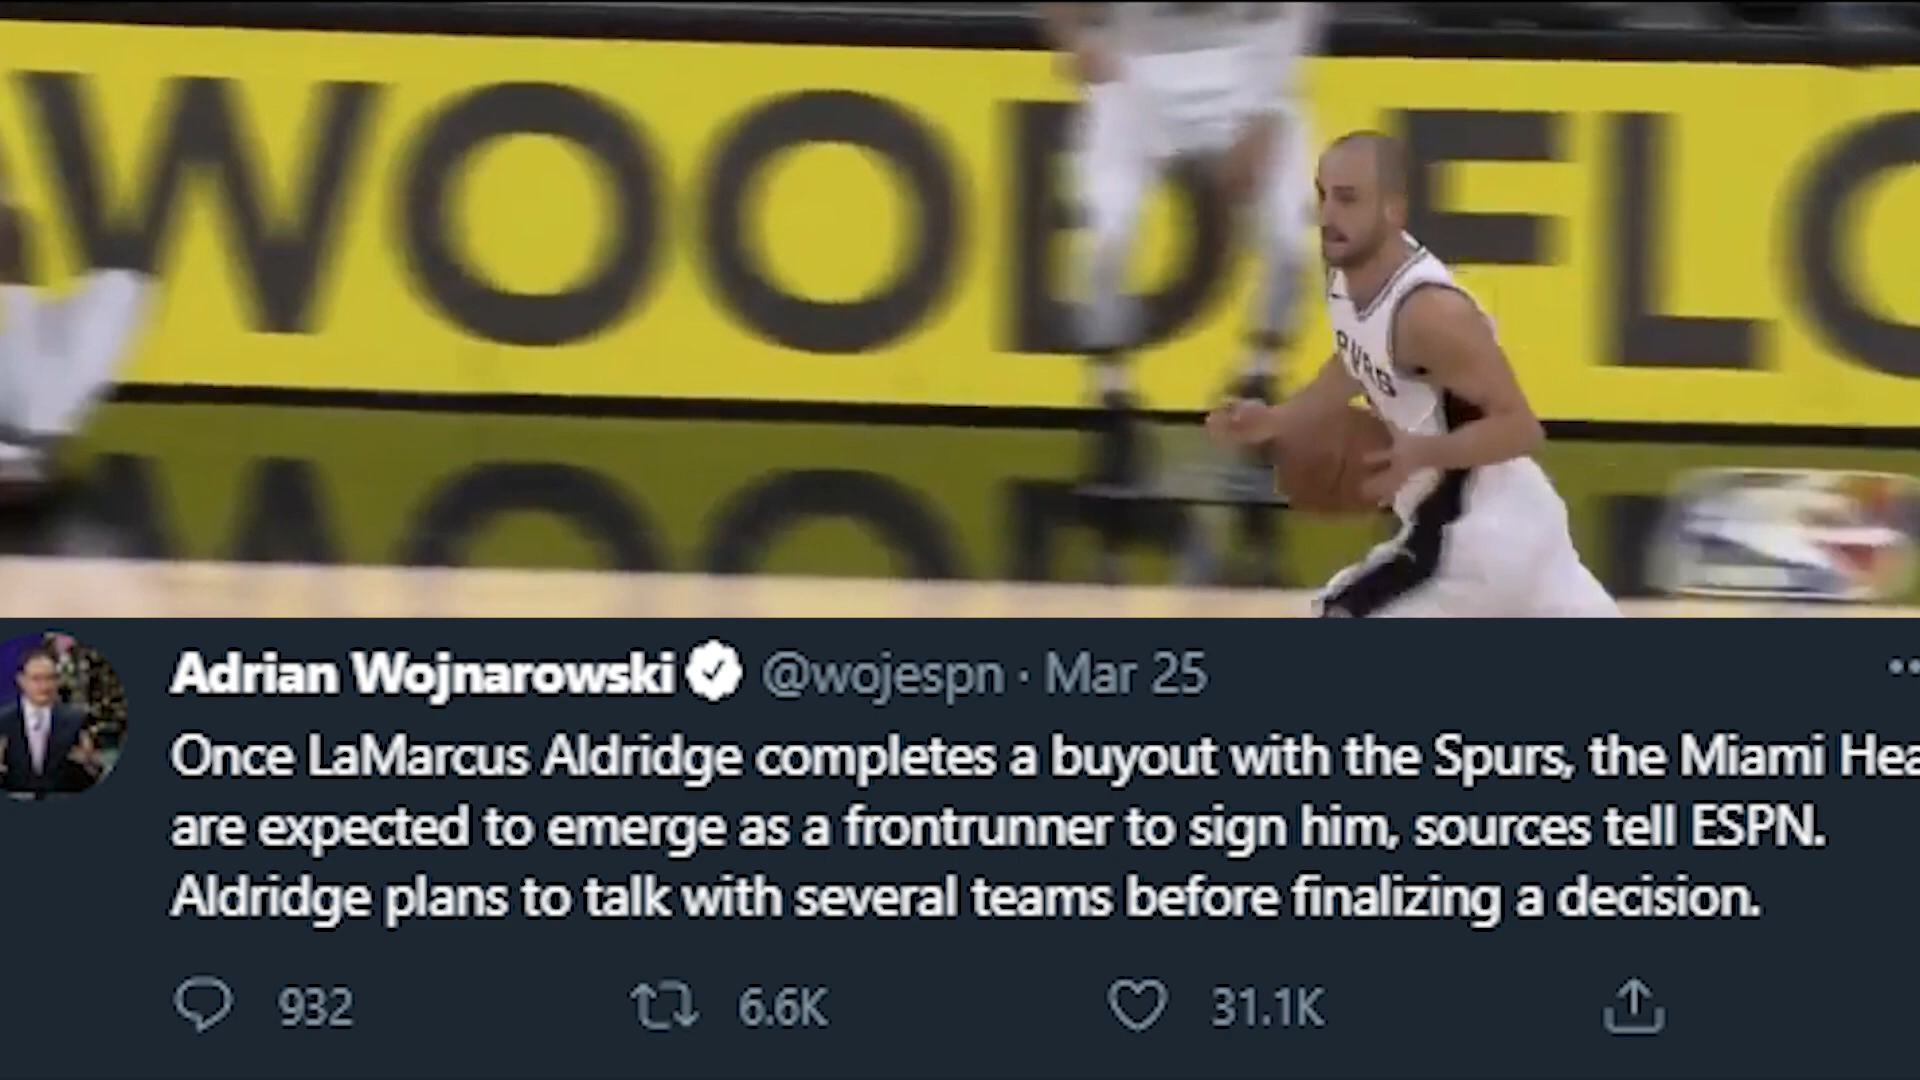 WOOD FLO
SPURS
Adrian Wojnarowski @wojespn · Mar 25
Once LaMarcus Aldridge completes a buyout with the Spurs, the Miami Hea
are expected to emerge as a frontrunner to sign him, sources tell ESPN.
Aldridge plans to talk with several teams before finalizing a decision.
932 6.6K 31.1K